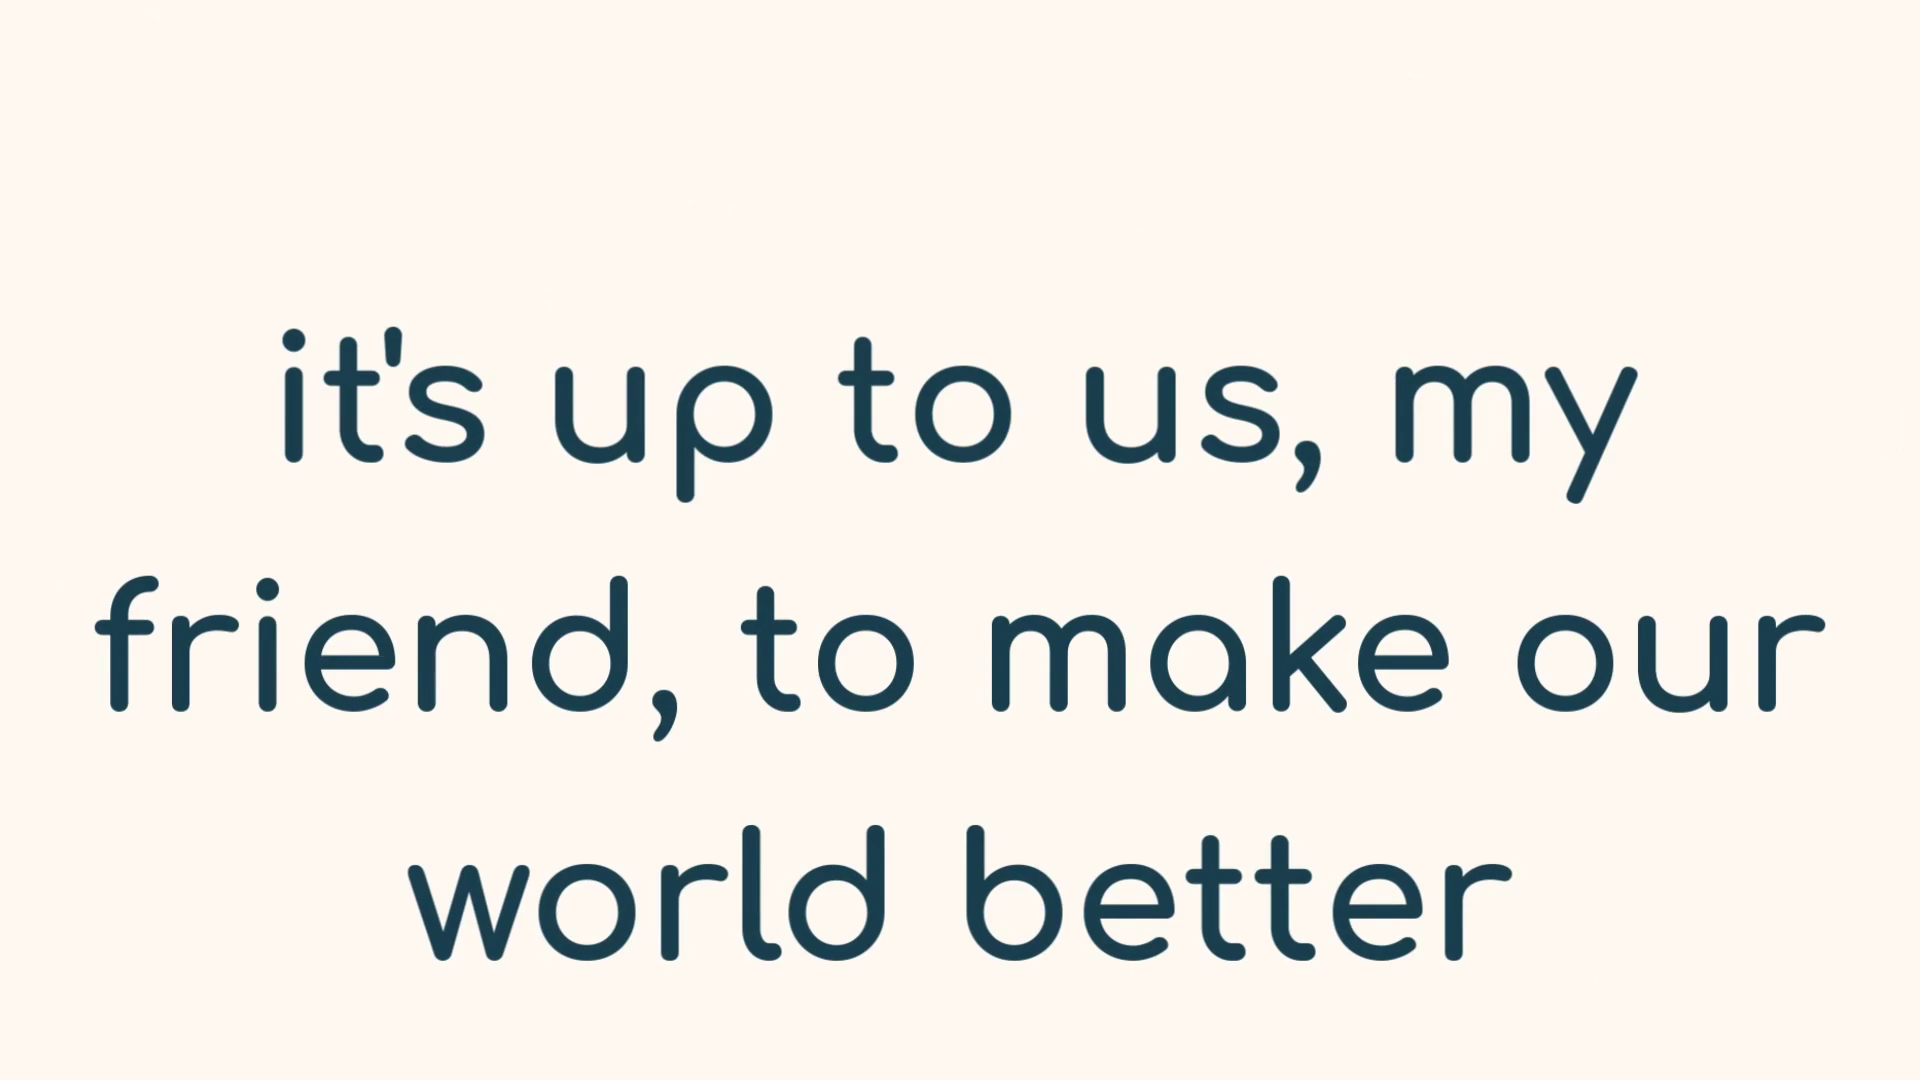 it's up to us, my
friend, to make our
world better